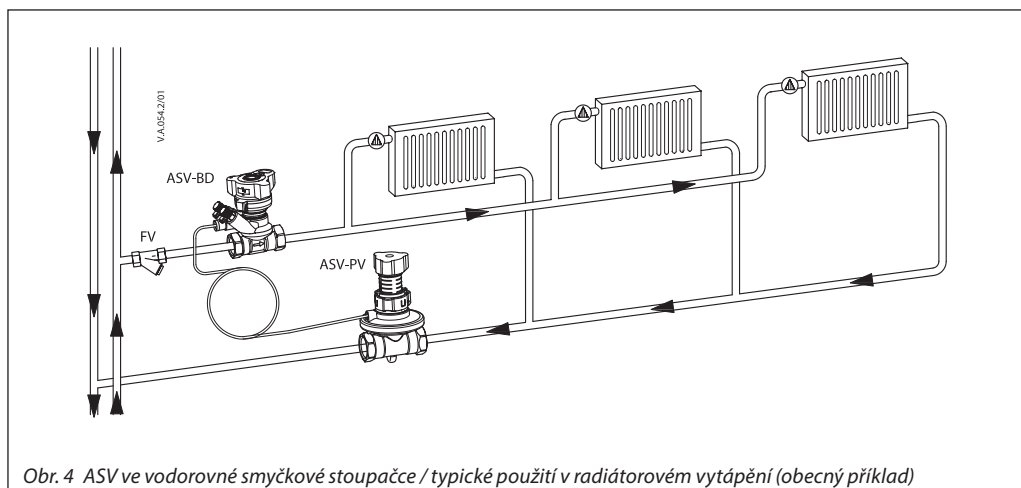 V.A.054.2/01
ASV-BD
FV
ASV-PV
Obr. 4 ASV ve vodorovné smyčkové stoupačce / typické použití v radiátorovém vytápění (obecný příklad)